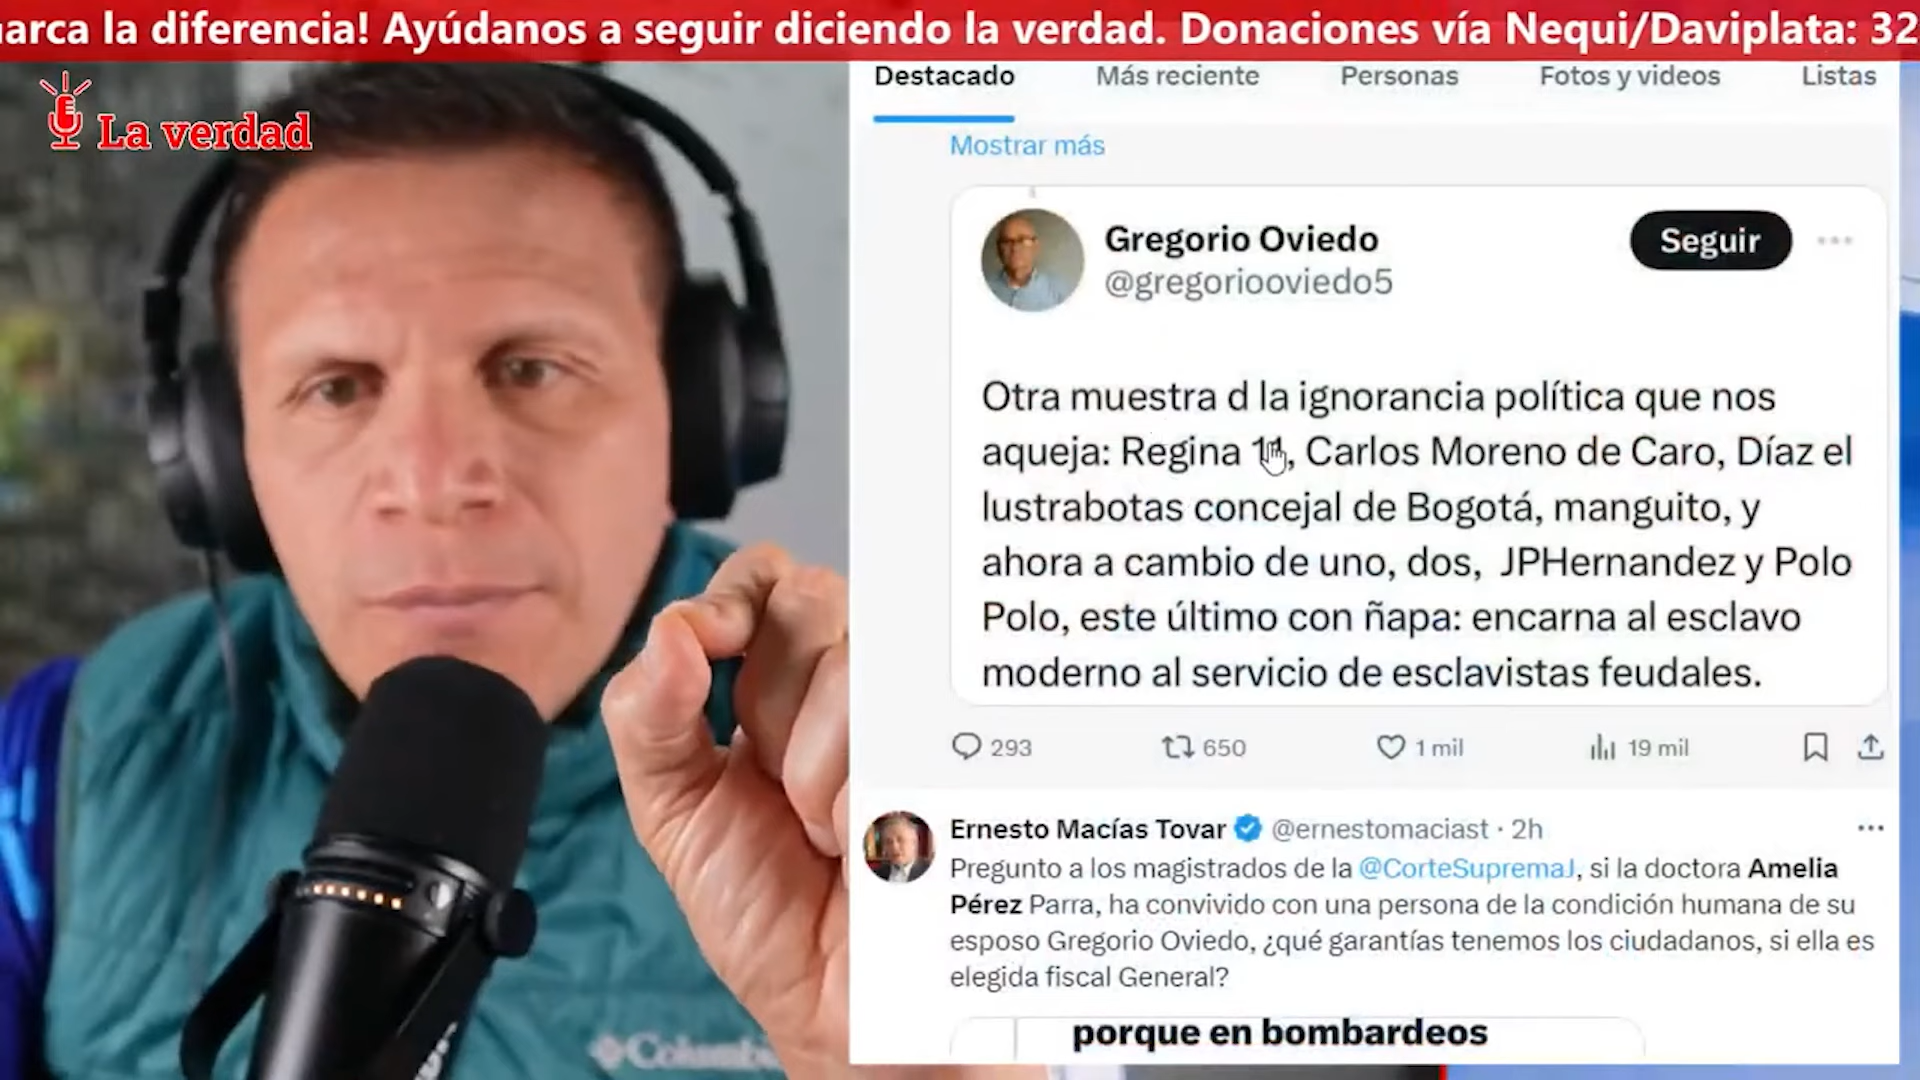 arca la diferencia! Ayúdanos a seguir diciendo la verdad. Donaciones vía Nequi/Daviplata: 32
La verdad
Destacado
Más reciente
Personas
Fotos y videos
Listas
Mostrar más
Gregorio Oviedo
@gregoriooviedo5
Seguir
Otra muestra d la ignorancia política que nos
aqueja: Regina , Carlos Moreno de Caro, Díaz el
lustrabotas concejal de Bogotá, manguito, y
ahora a cambio de uno, dos, JPHernandez y Polo
Polo, este último con ñapa: encarna al esclavo
moderno al servicio de esclavistas feudales.
293
650
1 mil
19 mil
Ernesto Macías Tovar @ernestomaciast · 2h
Pregunto a los magistrados de la @CorteSupremaJ, si la doctora Amelia
Pérez Parra, ha convivido con una persona de la condición humana de su
esposo Gregorio Oviedo, ¿qué garantías tenemos los ciudadanos, si ella es
elegida fiscal General?
porque en bombardeos